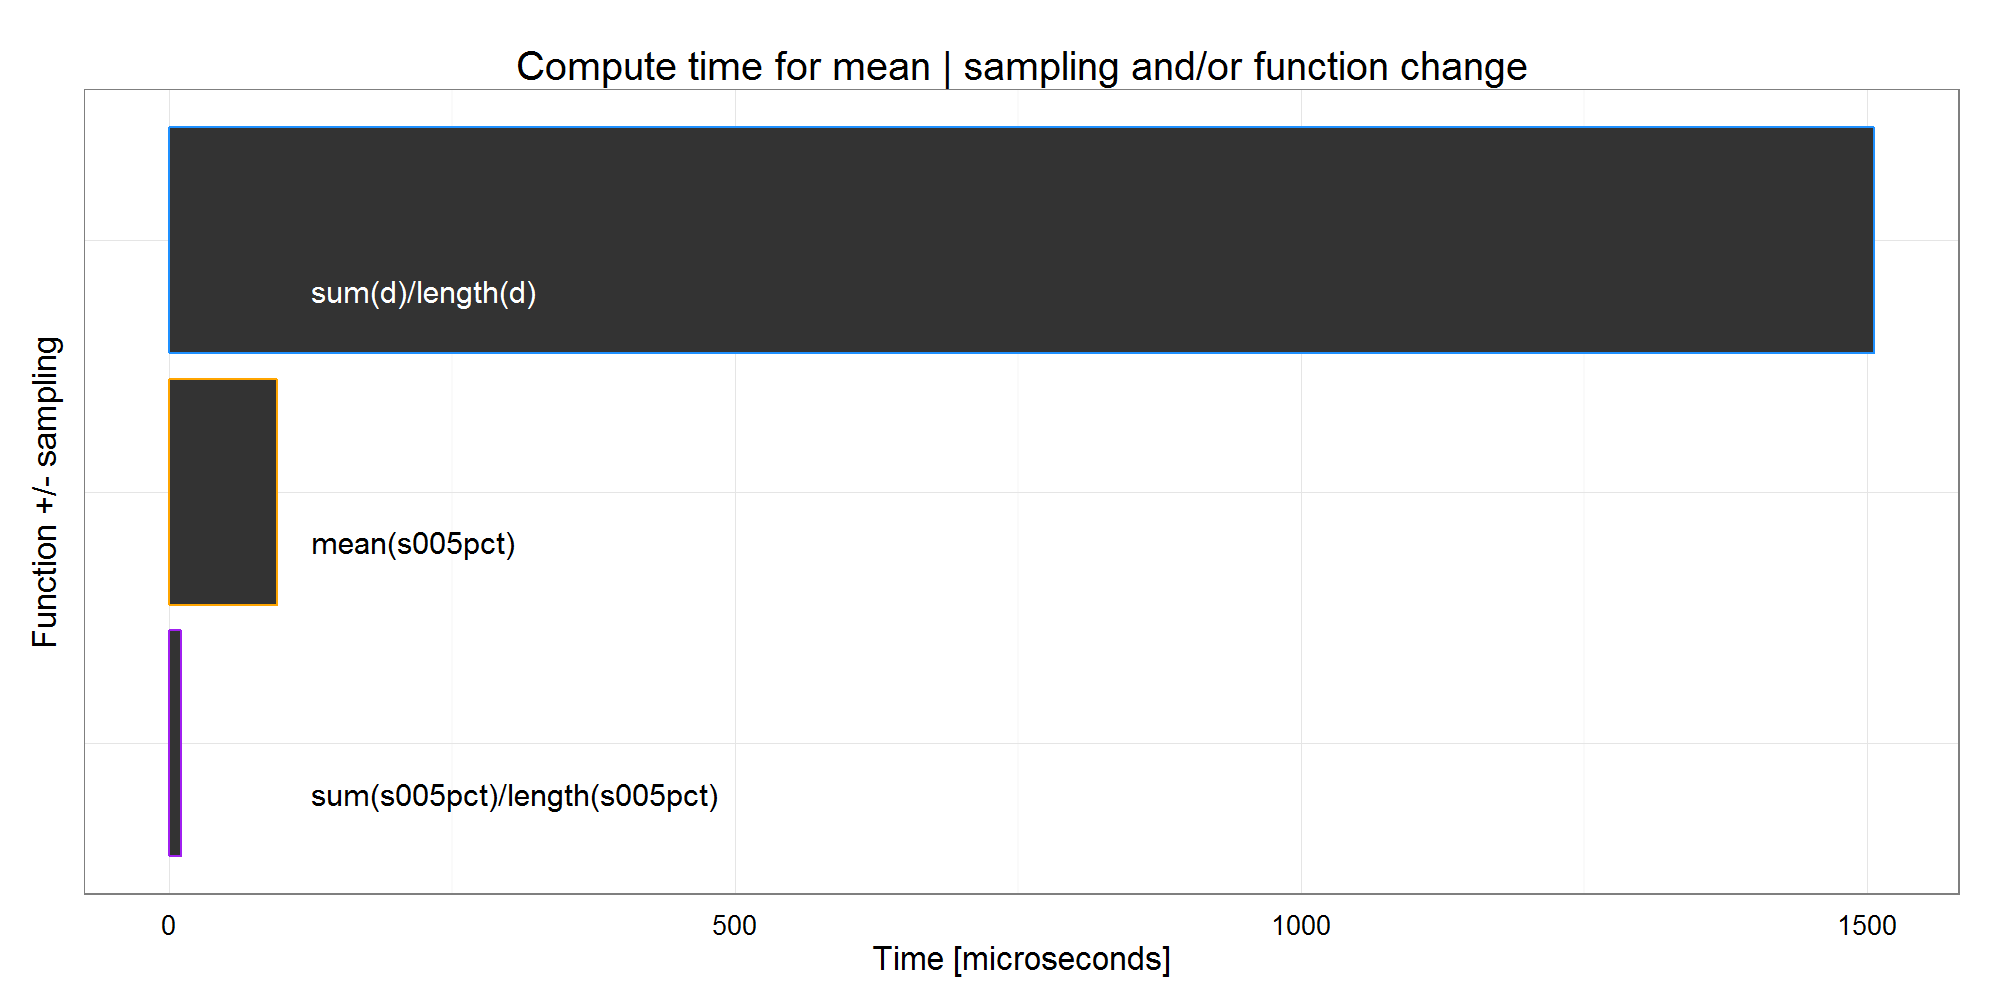 Compute time for mean | sampling and/or function change
Function +/- sampling
sum(d)/length(d)
mean(s005pct)
sum(s005pct)/length(s005pct)
0 500 1000 1500
Time [microseconds]